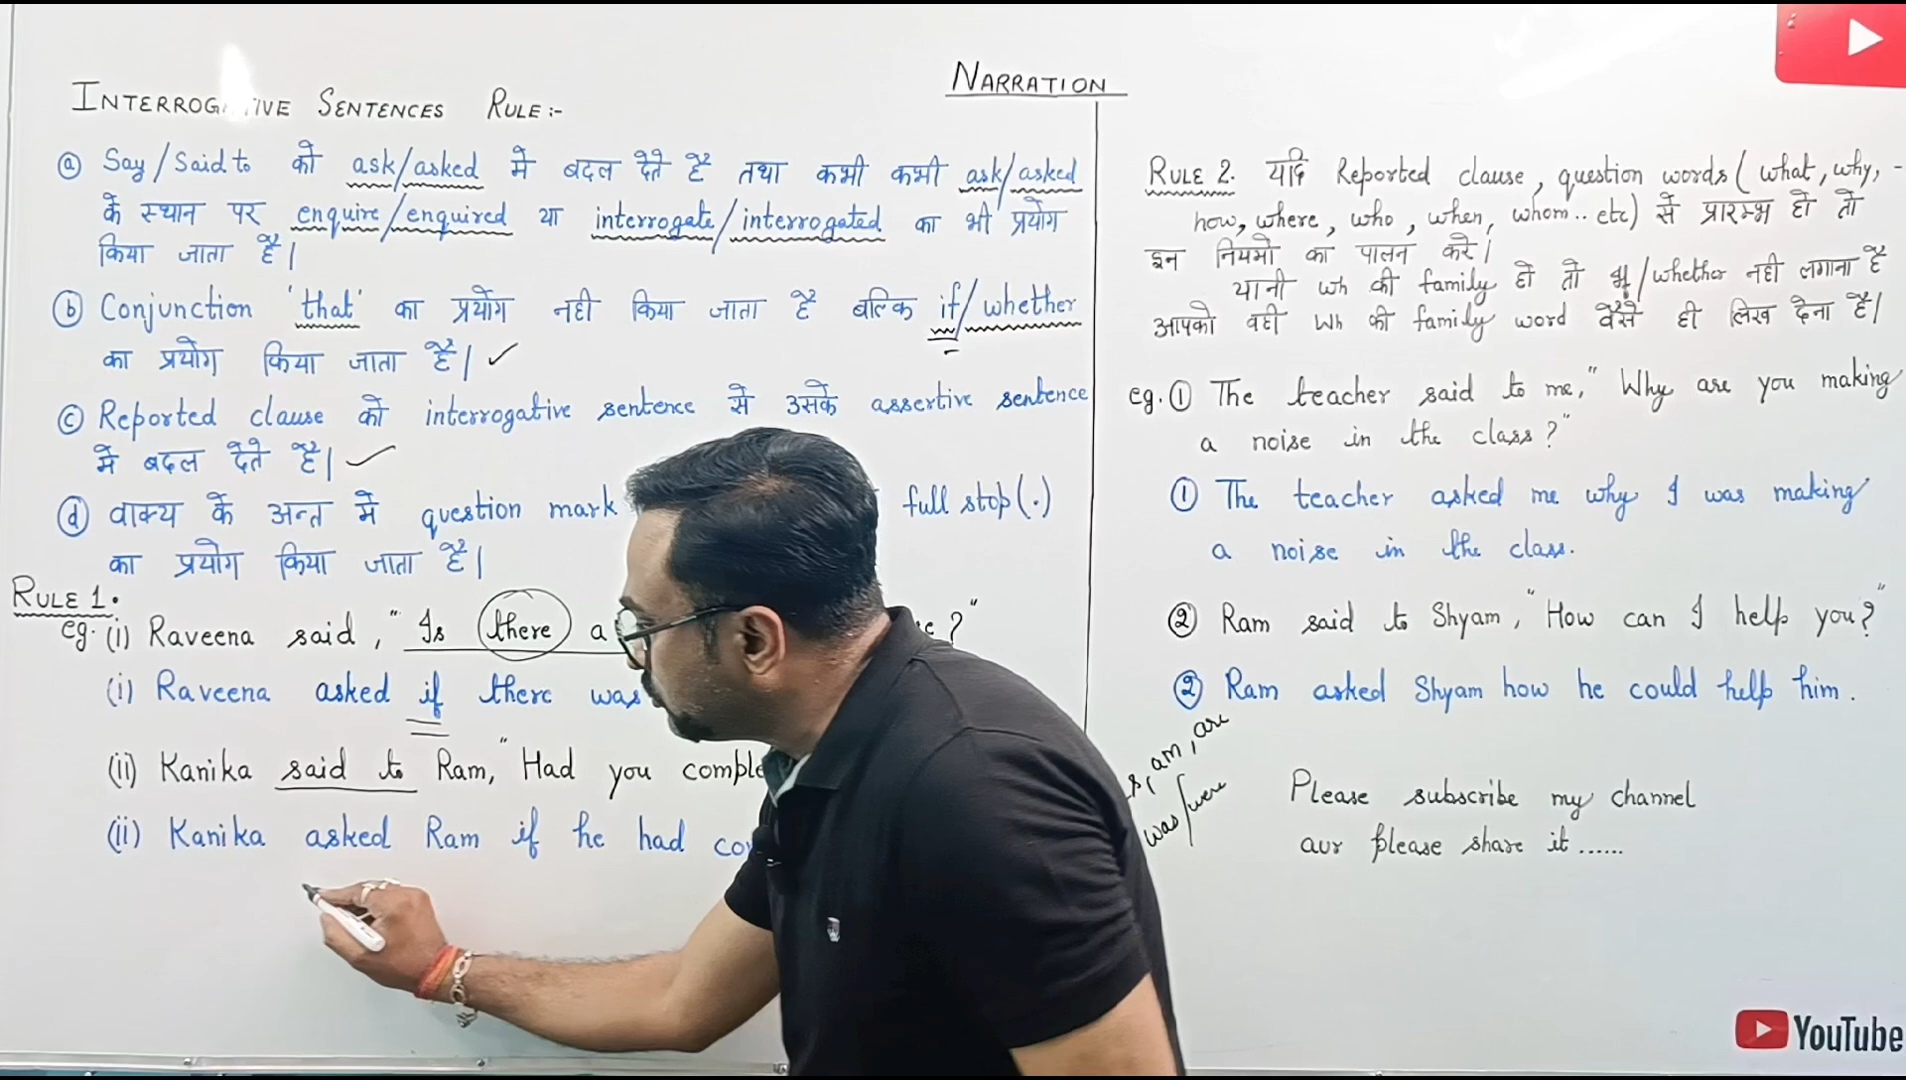 NARRATION
INTERROGATIVE SENTENCES RULE:-
(a) Say/Said to को ask/asked में बदल देते है तथा कभी कभी ask/asked
के स्थान पर enquire/enquired या interrogate/interrogated का भी प्रयोग
किया जाता है।
(b) Conjunction 'that' का प्रयोग नही किया जाता है बल्कि if/whether
का प्रयोग किया जाता है। ✓
(c) Reported clause को interrogative sentence से उसके assertive sentence
में बदल देते है। ✓
(d) वाक्य के अन्त में question mark full stop (.)
का प्रयोग किया जाता है।
RULE 1.
eg. (i) Raveena said, "Is there a ?"
(i) Raveena asked if there was
(ii) Kanika said to Ram, "Had you
(ii) Kanika asked Ram if he had
RULE 2. यदि Reported clause, question words (what, why,
how, where, who, when, whom.. etc) से प्रारम्भ हो तो
इन नियमो का पालन करे।
यानी wh की family हो तो if/whether नही लगाना है
आपको वही Wh की family word वैसे ही लिख देना है।
eg. ① The teacher said to me, "Why are you making
a noise in the class?"
① The teacher asked me why I was making
a noise in the class.
② Ram said to Shyam, "How can I help you?"
② Ram asked Shyam how he could help him.
am, are
was/were
Please subscribe my channel
aur please share it ......
YouTube